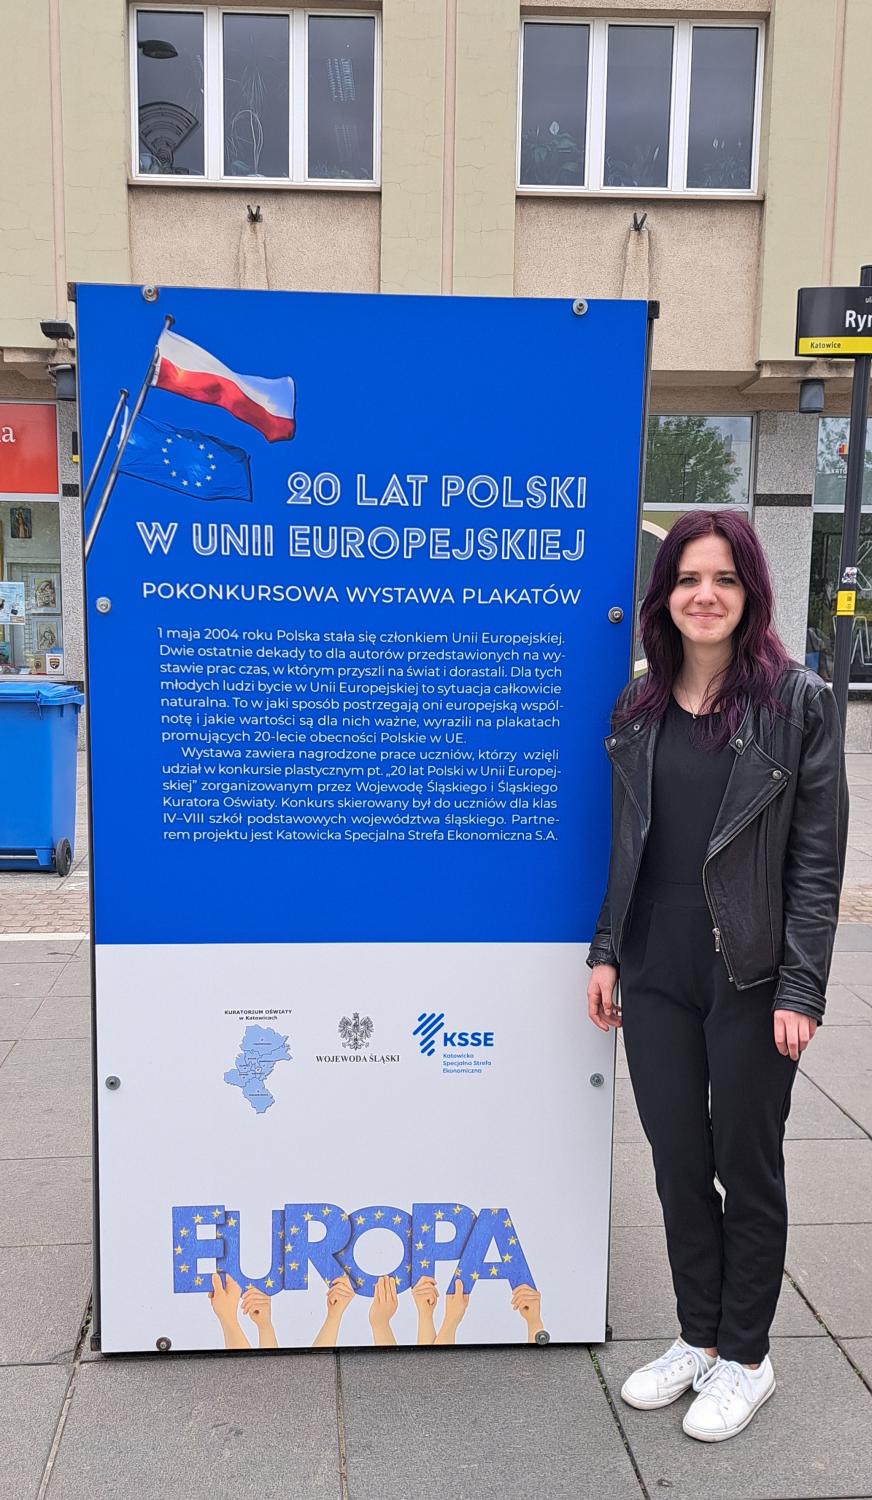 20 LAT POLSKI
W UNII EUROPEJSKIEJ
POKONKURSOWA WYSTAWA PLAKATÓW
1 maja 2004 roku Polska stała się członkiem Unii Europejskiej.
Dwie ostatnie dekady to dla autorów przedstawionych na wy-
stawie prac czas, w którym przyszli na świat i dorastali. Dla tych
młodych ludzi bycie w Unii Europejskiej to sytuacja całkowicie
naturalna. To w jaki sposób postrzegają oni europejską wspól-
notę i jakie wartości są dla nich ważne, wyrazili na plakatach
promujących 20-lecie obecności Polskie w UE.
Wystawa zawiera nagrodzone prace uczniów, którzy wzięli
udział w konkursie plastycznym pt. „20 lat Polski w Unii Europej-
skiej” zorganizowanym przez Wojewodę Śląskiego i Śląskiego
Kuratora Oświaty. Konkurs skierowany był do uczniów dla klas
IV–VIII szkół podstawowych województwa śląskiego. Partne-
rem projektu jest Katowicka Specjalna Strefa Ekonomiczna S.A.
KURATORIUM OŚWIATY
w Katowicach
WOJEWODA ŚLĄSKI
KSSE
Katowicka
Specjalna Strefa
Ekonomiczna
EUROPA
ul
Ryn
Katowice
a